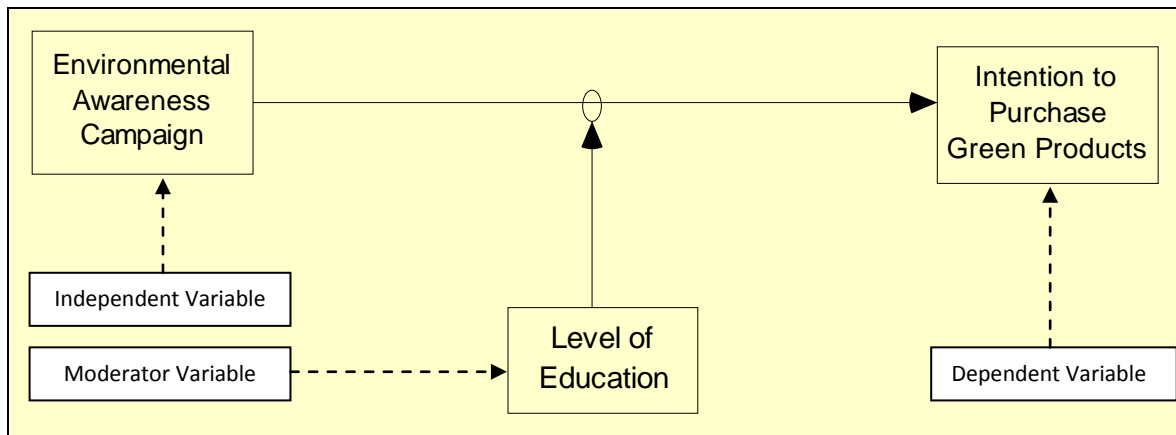 Environmental
Awareness
Campaign
Intention to
Purchase
Green Products
Independent Variable
Level of
Education
Moderator Variable
Dependent Variable